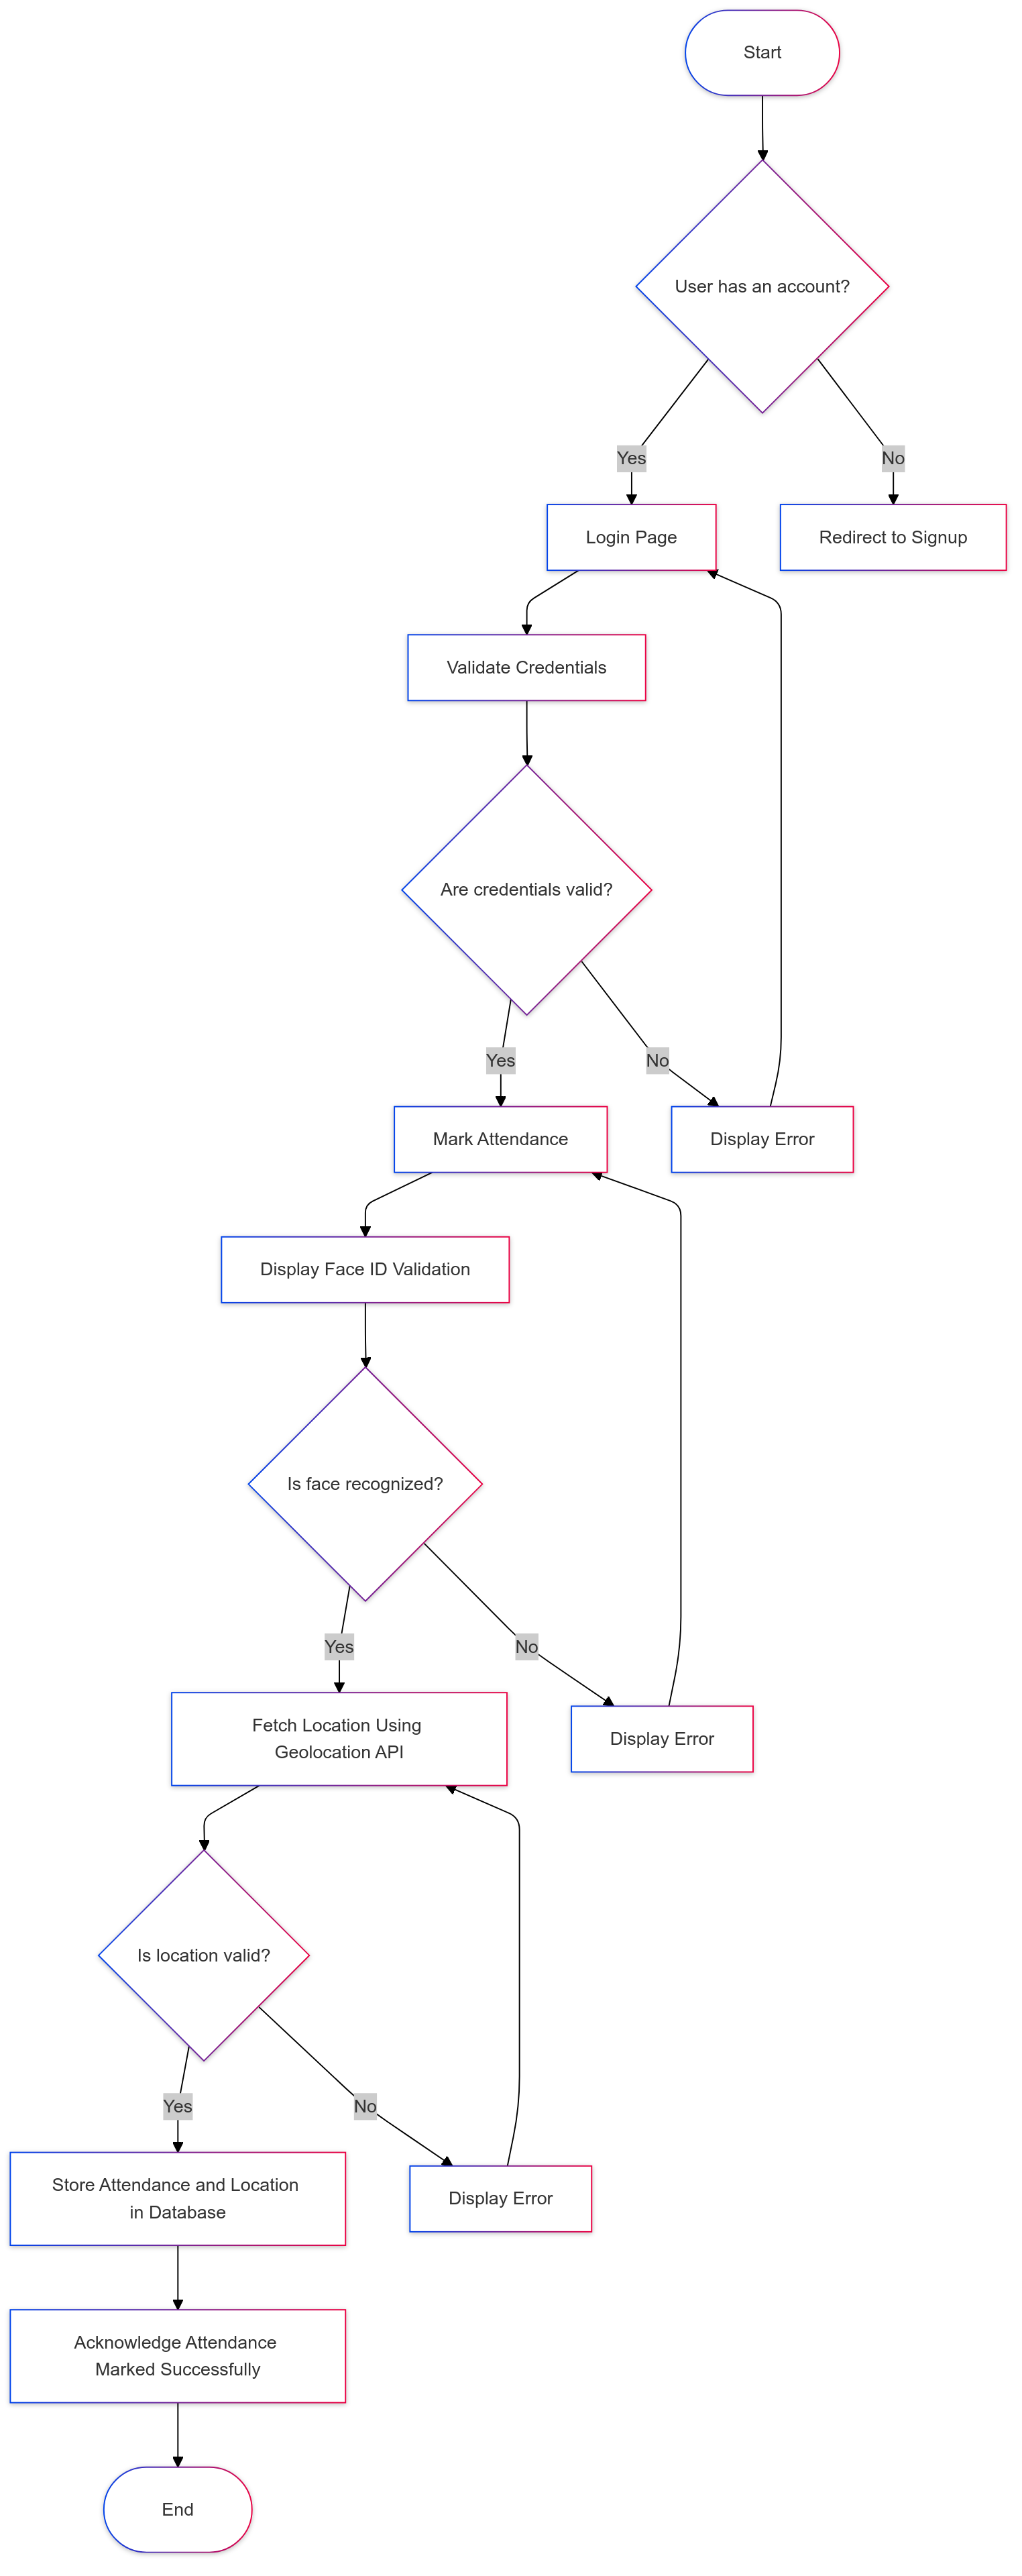 Start
User has an account?
Yes
No
Login Page
Redirect to Signup
Validate Credentials
Are credentials valid?
Yes
No
Mark Attendance
Display Error
Display Face ID Validation
Is face recognized?
Yes
No
Fetch Location Using
Geolocation API
Display Error
Is location valid?
Yes
No
Store Attendance and Location
in Database
Display Error
Acknowledge Attendance
Marked Successfully
End